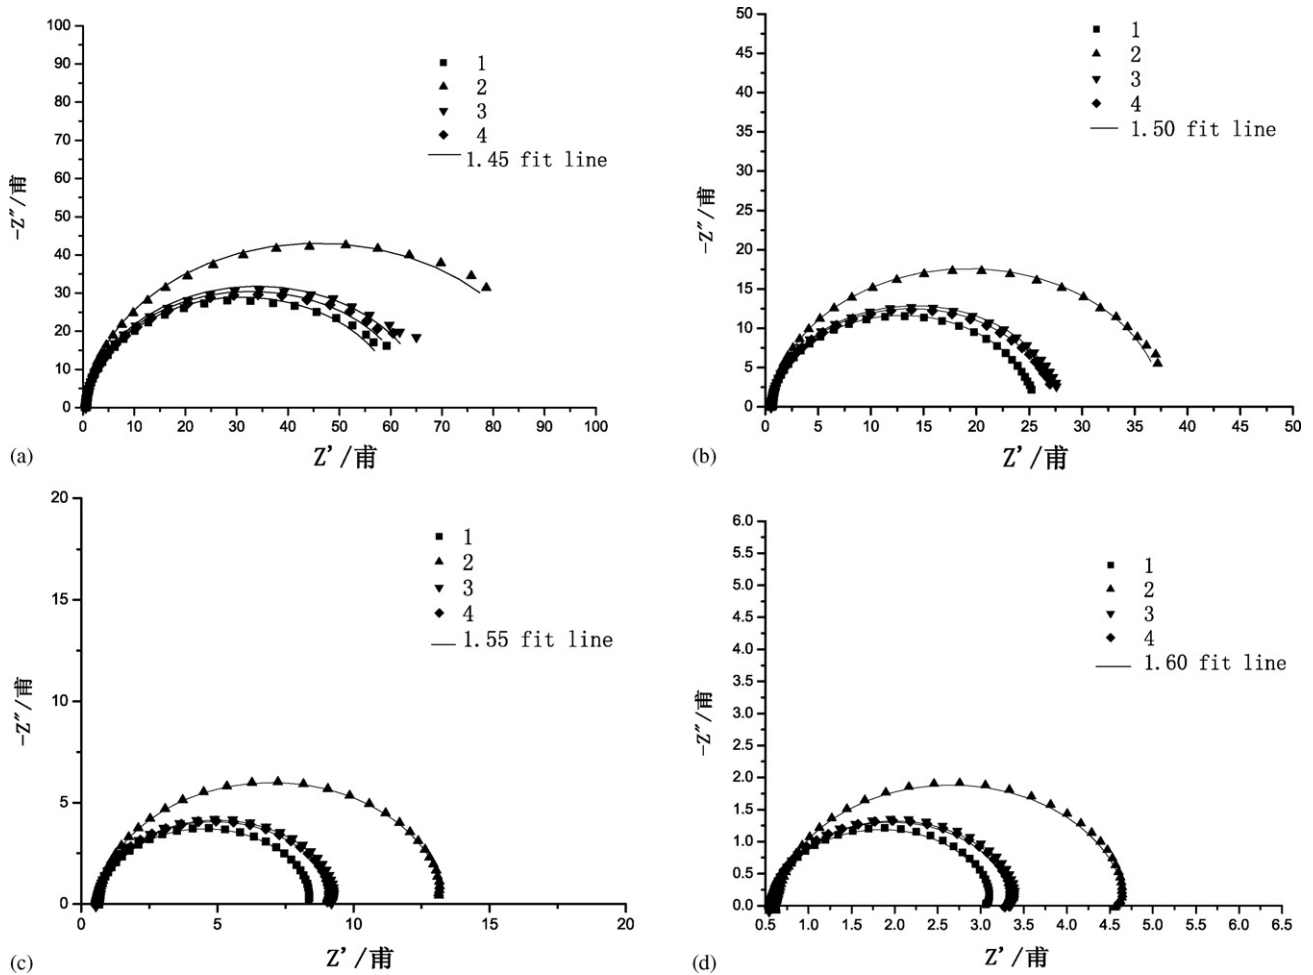 100
90
80
70
60
50
40
30
20
10
0
-Z″/甫
1
2
3
4
1.45 fit line
0 10 20 30 40 50 60 70 80 90 100
(a)
Z'/甫
50
45
40
35
30
25
20
15
10
5
0
-Z″/甫
1
2
3
4
1.50 fit line
0 5 10 15 20 25 30 35 40 45 50
(b)
Z'/甫
20
15
10
5
0
-Z″/甫
1
2
3
4
1.55 fit line
0 5 10 15 20
(c)
Z'/甫
6.0
5.5
5.0
4.5
4.0
3.5
3.0
2.5
2.0
1.5
1.0
0.5
0.0
-Z″/甫
1
2
3
4
1.60 fit line
0.5 1.0 1.5 2.0 2.5 3.0 3.5 4.0 4.5 5.0 5.5 6.0 6.5
(d)
Z'/甫